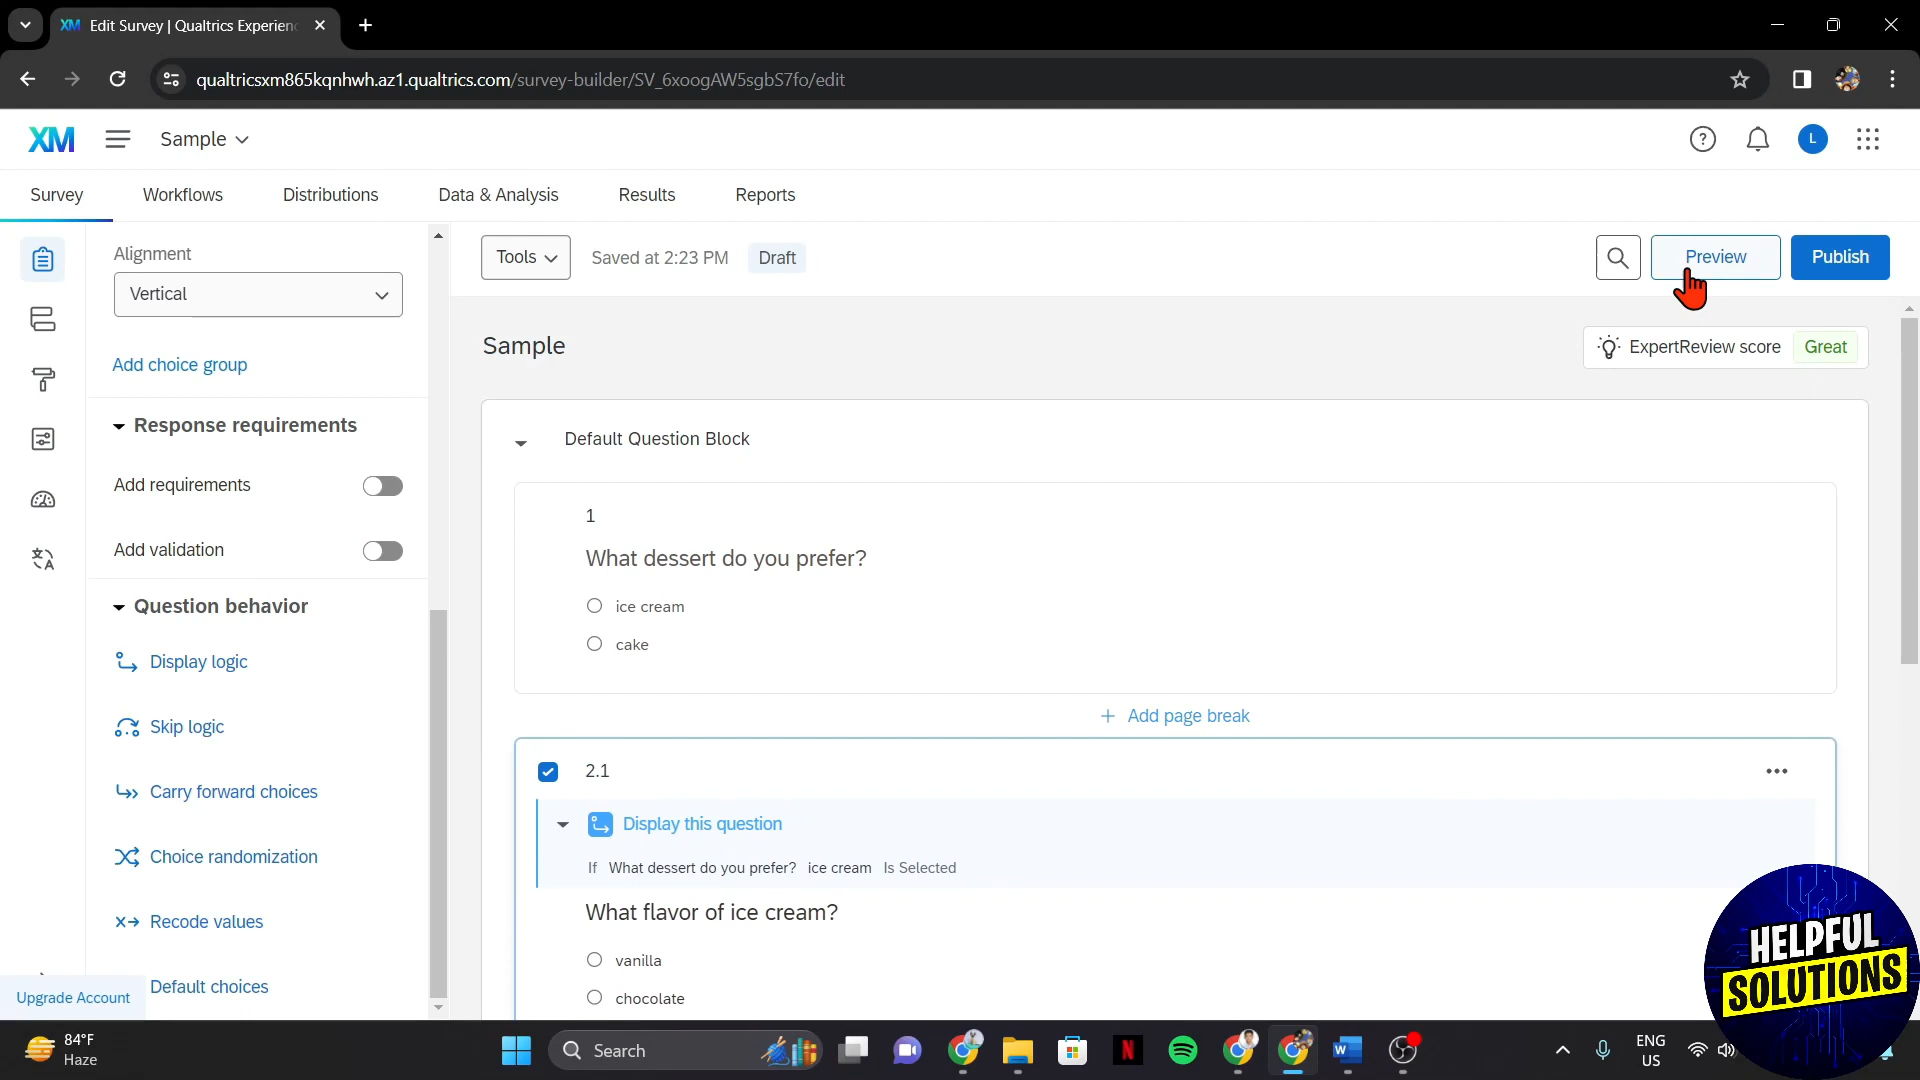 XM Edit Survey | Qualtrics Experienc
qualtricsxm865kqnhwh.az1.qualtrics.com/survey-builder/SV_6xoogAW5sgbS7fo/edit
XM Sample
L
Survey Workflows Distributions Data & Analysis Results Reports
Alignment
Vertical
Add choice group
Response requirements
Add requirements
Add validation
Question behavior
Display logic
Skip logic
Carry forward choices
Choice randomization
Recode values
Default choices
Upgrade Account
Tools Saved at 2:23 PM Draft Preview Publish
Sample
ExpertReview score Great
Default Question Block
1
What dessert do you prefer?
ice cream
cake
+ Add page break
2.1
Display this question
If What dessert do you prefer? ice cream Is Selected
What flavor of ice cream?
vanilla
chocolate
HELPFUL
SOLUTIONS
84°F
Haze
Search
ENG
US